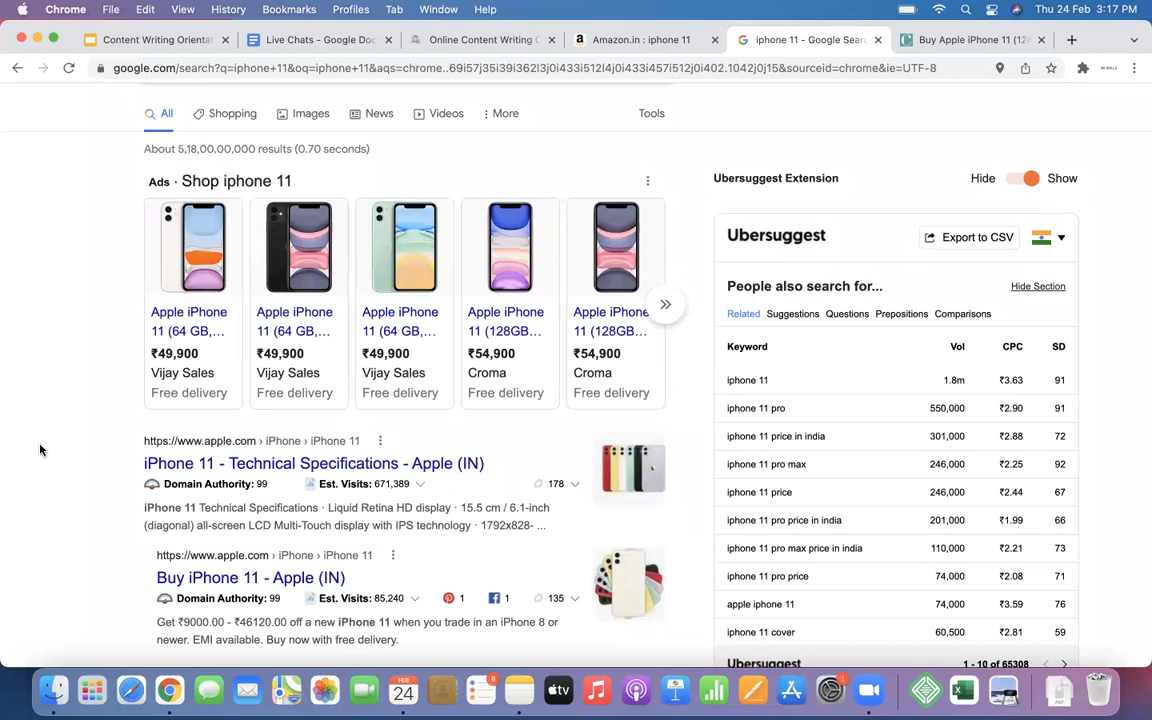 Chrome File Edit View History Bookmarks Profiles Tab Window Help Thu 24 Feb 3:17 PM
Content Writing Orienta Live Chats - Google Doc Online Content Writing C Amazon.in : iphone 11 iphone 11 - Google Sear Buy Apple iPhone 11 (12
google.com/search?q=iphone+11&oq=iphone+11&aqs=chrome..69i57j35i39i362l3j0i433i512l4j0i433i457i512j0i402.1042j0j15&sourceid=chrome&ie=UTF-8
All Shopping Images News Videos More Tools
About 5,18,00,00,000 results (0.70 seconds)
Ads · Shop iphone 11
Apple iPhone 11 (64 GB,...
₹49,900
Vijay Sales
Free delivery
Apple iPhone 11 (64 GB,...
₹49,900
Vijay Sales
Free delivery
Apple iPhone 11 (64 GB,...
₹49,900
Vijay Sales
Free delivery
Apple iPhone 11 (128GB...
₹54,900
Croma
Free delivery
Apple iPhone 11 (128GB...
₹54,900
Croma
Free delivery
https://www.apple.com › iPhone › iPhone 11
iPhone 11 - Technical Specifications - Apple (IN)
Domain Authority: 99 Est. Visits: 671,389 178
iPhone 11 Technical Specifications · Liquid Retina HD display · 15.5 cm / 6.1-inch
(diagonal) all-screen LCD Multi-Touch display with IPS technology · 1792x828- ...
https://www.apple.com › iPhone › iPhone 11
Buy iPhone 11 - Apple (IN)
Domain Authority: 99 Est. Visits: 85,240 1 1 135
Get ₹9000.00 - ₹46120.00 off a new iPhone 11 when you trade in an iPhone 8 or
newer. EMI available. Buy now with free delivery.
Ubersuggest Extension Hide Show
Ubersuggest Export to CSV
People also search for... Hide Section
Related Suggestions Questions Prepositions Comparisons
Keyword Vol CPC SD
iphone 11 1.8m ₹3.63 91
iphone 11 pro 550,000 ₹2.90 91
iphone 11 price in india 301,000 ₹2.88 72
iphone 11 pro max 246,000 ₹2.25 92
iphone 11 price 246,000 ₹2.44 67
iphone 11 pro price in india 201,000 ₹1.99 66
iphone 11 pro max price in india 110,000 ₹2.21 73
iphone 11 pro price 74,000 ₹2.08 71
apple iphone 11 74,000 ₹3.59 76
iphone 11 cover 60,500 ₹2.81 59
Ubersuggest 1 - 10 of 65308
FEB 24 8 tv 1